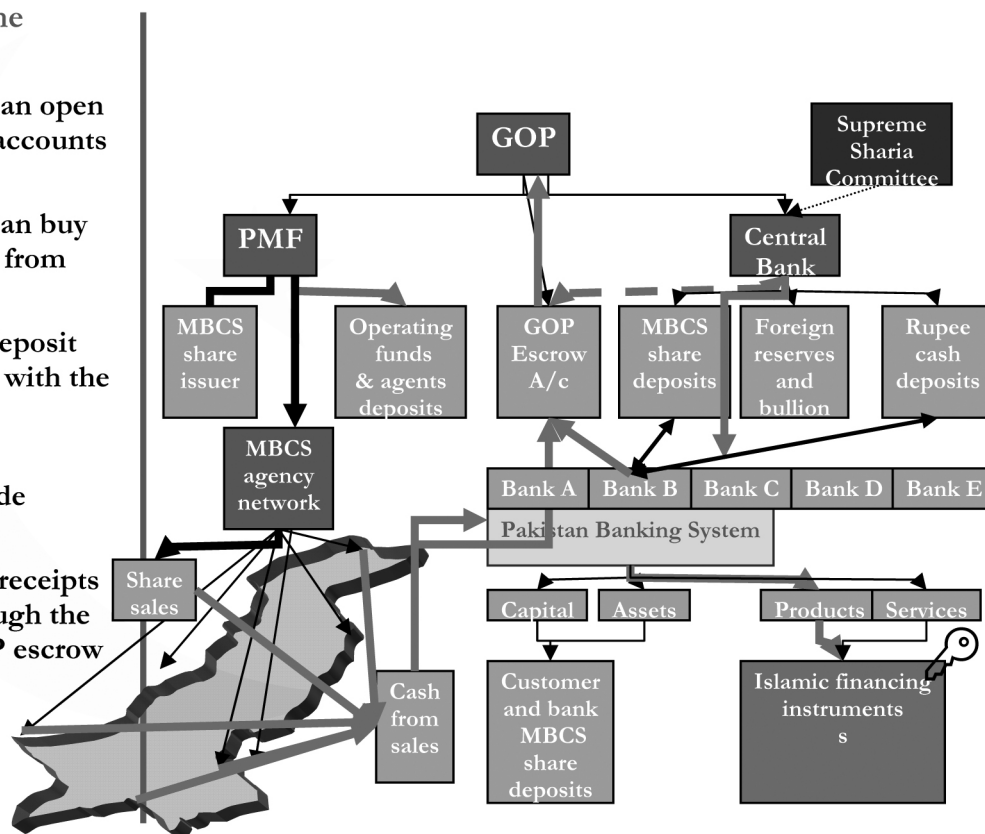 ne
an open
accounts
an buy
from
eposit
with the
de
receipts
ugh the
P escrow
GOP
Supreme
Sharia
Committee
PMF
Central
Bank
MBCS
share
issuer
Operating
funds
& agents
deposits
GOP
Escrow
A/c
MBCS
share
deposits
Foreign
reserves
and
bullion
Rupee
cash
deposits
MBCS
agency
network
Bank A
Bank B
Bank C
Bank D
Bank E
Pakistan Banking System
Share
sales
Capital
Assets
Products
Services
Cash
from
sales
Customer
and bank
MBCS
share
deposits
Islamic financing
instruments
s